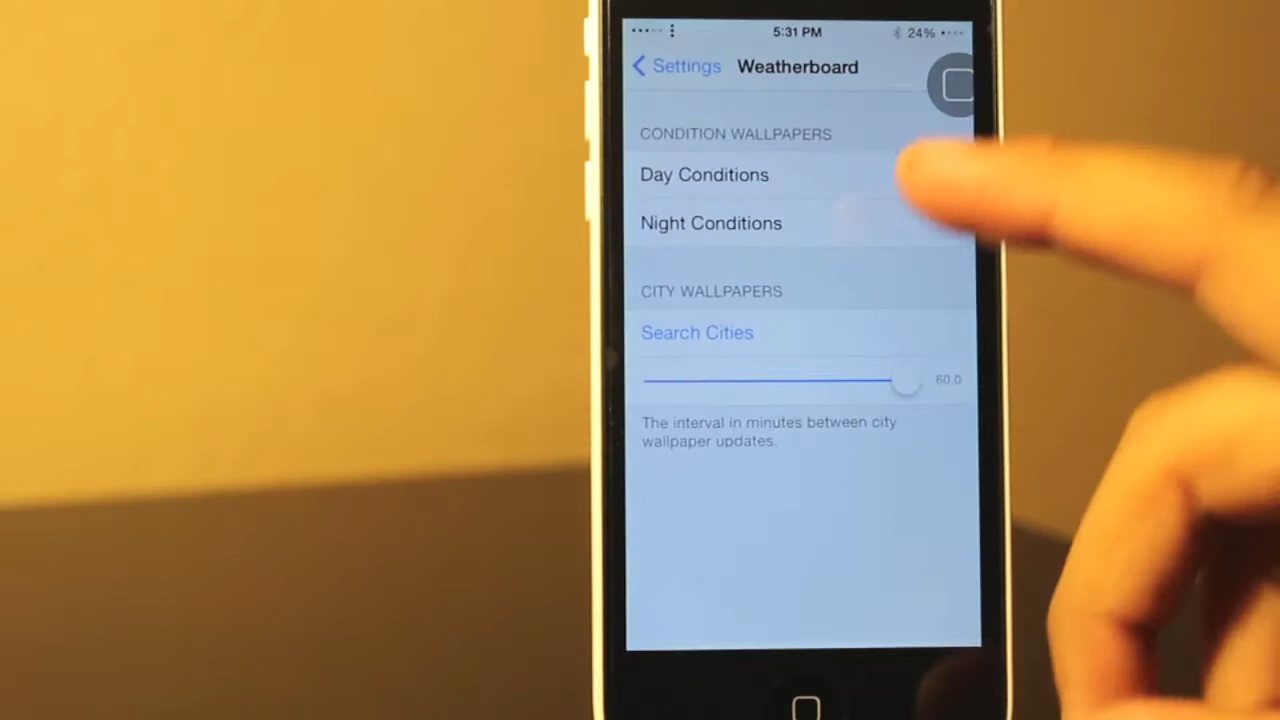 5:31 PM
24%
Settings
Weatherboard
CONDITION WALLPAPERS
Day Conditions
Night Conditions
CITY WALLPAPERS
Search Cities
60.0
The interval in minutes between city
wallpaper updates.